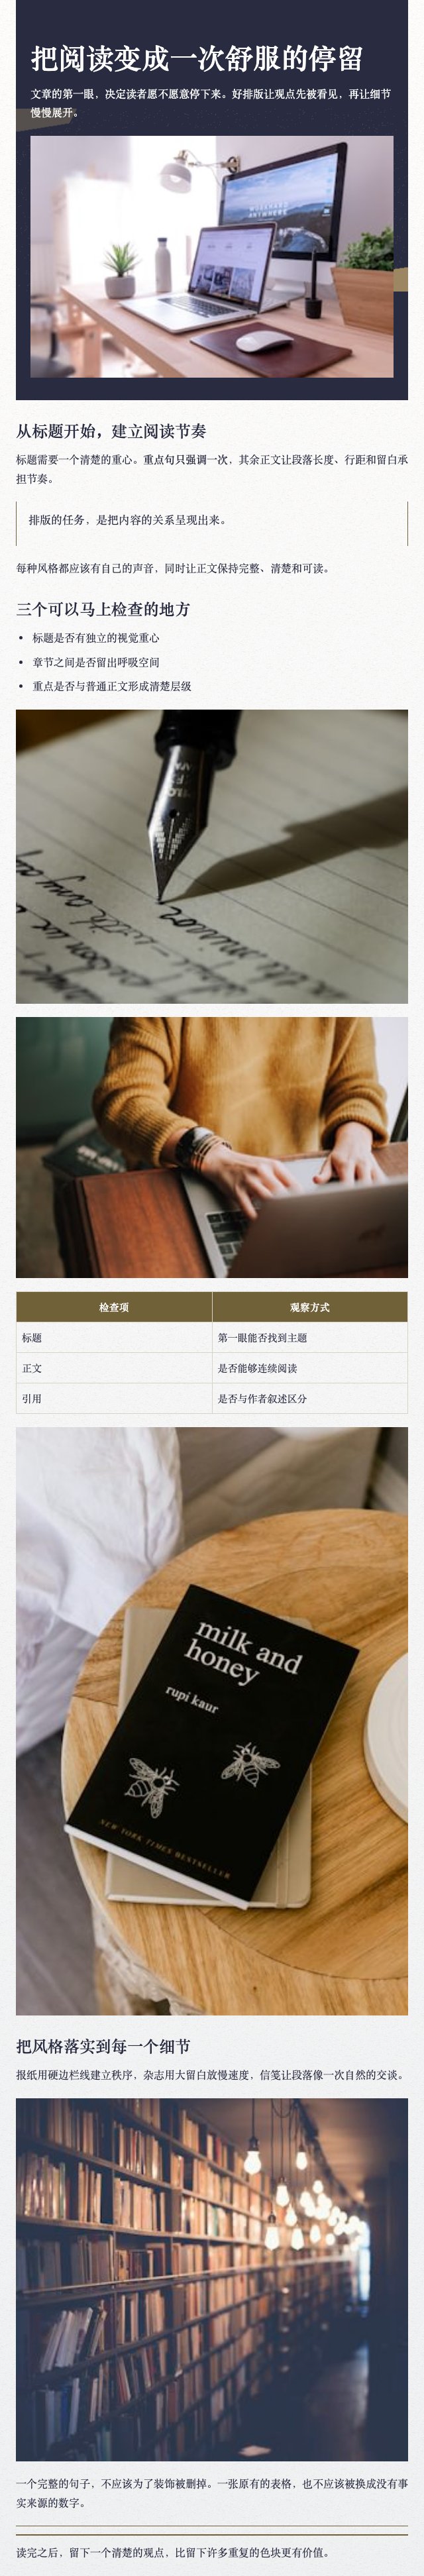 把阅读变成一次舒服的停留
文章的第一眼，决定读者愿不愿意停下来。好排版让观点先被看见，再让细节
慢慢展开。
从标题开始，建立阅读节奏
标题需要一个清楚的重心。重点句只强调一次，其余正文让段落长度、行距和留白承
担节奏。
排版的任务，是把内容的关系呈现出来。
每种风格都应该有自己的声音，同时让正文保持完整、清楚和可读。
三个可以马上检查的地方
• 标题是否有独立的视觉重心
• 章节之间是否留出呼吸空间
• 重点是否与普通正文形成清楚层级
检查项 观察方式
标题 第一眼能否找到主题
正文 是否能够连续阅读
引用 是否与作者叙述区分
milk and
honey
rupi kaur
NEW YORK TIMES BESTSELLER
把风格落实到每一个细节
报纸用硬边栏线建立秩序，杂志用大留白放慢速度，信笺让段落像一次自然的交谈。
一个完整的句子，不应该为了装饰被删掉。一张原有的表格，也不应该被换成没有事
实来源的数字。
读完之后，留下一个清楚的观点，比留下许多重复的色块更有价值。